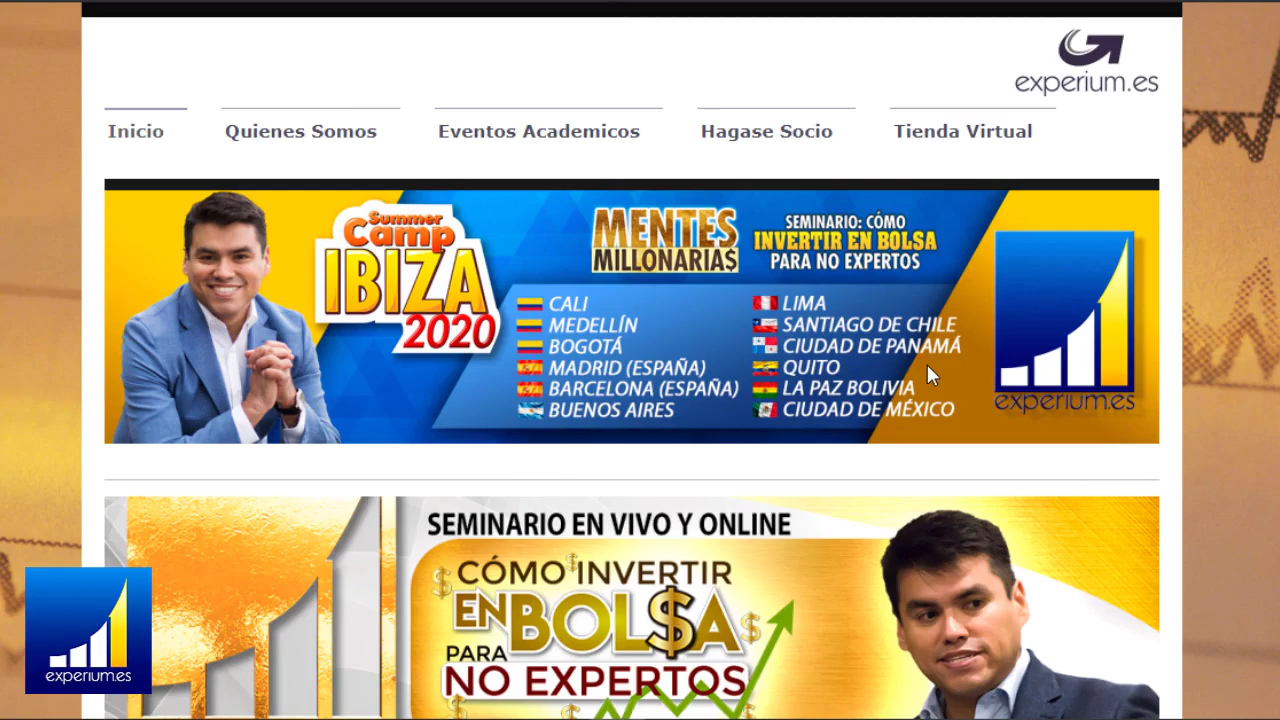 experium.es
Inicio
Quienes Somos
Eventos Academicos
Hagase Socio
Tienda Virtual
Summer
Camp
IBIZA
2020
MENTES
MILLONARIA$
SEMINARIO: CÓMO
INVERTIR EN BOLSA
PARA NO EXPERTOS
CALI
MEDELLÍN
BOGOTÁ
MADRID (ESPAÑA)
BARCELONA (ESPAÑA)
BUENOS AIRES
LIMA
SANTIAGO DE CHILE
CIUDAD DE PANAMÁ
QUITO
LA PAZ BOLIVIA
CIUDAD DE MÉXICO
experium.es
SEMINARIO EN VIVO Y ONLINE
CÓMO INVERTIR
EN BOL$A
PARA
NO EXPERTOS
experium.es